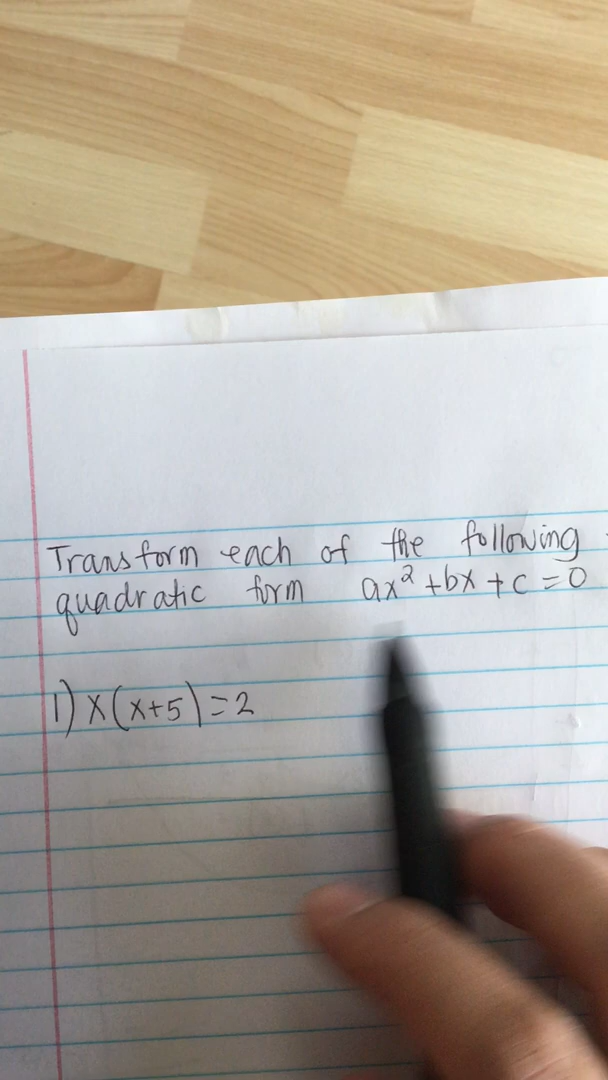 Transform each of the following
quadratic form ax² + bx + c = 0
1) x(x+5) = 2